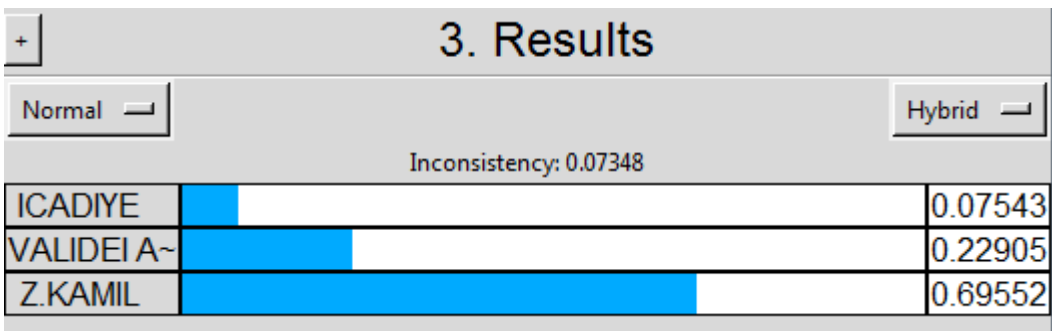 +
3. Results
Normal Hybrid
Inconsistency: 0.07348
ICADIYE 0.07543
VALIDEI A~ 0.22905
Z.KAMIL 0.69552